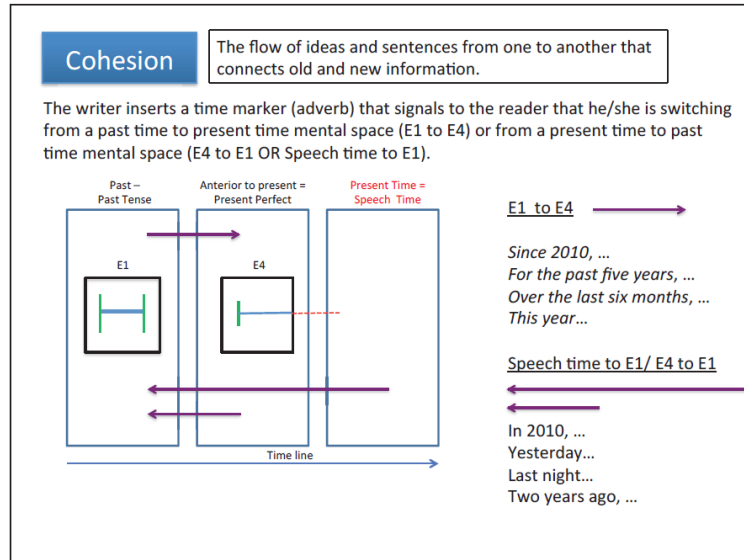 Cohesion
The flow of ideas and sentences from one to another that
connects old and new information.
The writer inserts a time marker (adverb) that signals to the reader that he/she is switching
from a past time to present time mental space (E1 to E4) or from a present time to past
time mental space (E4 to E1 OR Speech time to E1).
Past –
Past Tense
Anterior to present =
Present Perfect
Present Time =
Speech Time
E1
E4
Time line
E1 to E4
Since 2010, ...
For the past five years, ...
Over the last six months, ...
This year...
Speech time to E1/ E4 to E1
In 2010, ...
Yesterday...
Last night...
Two years ago, ...